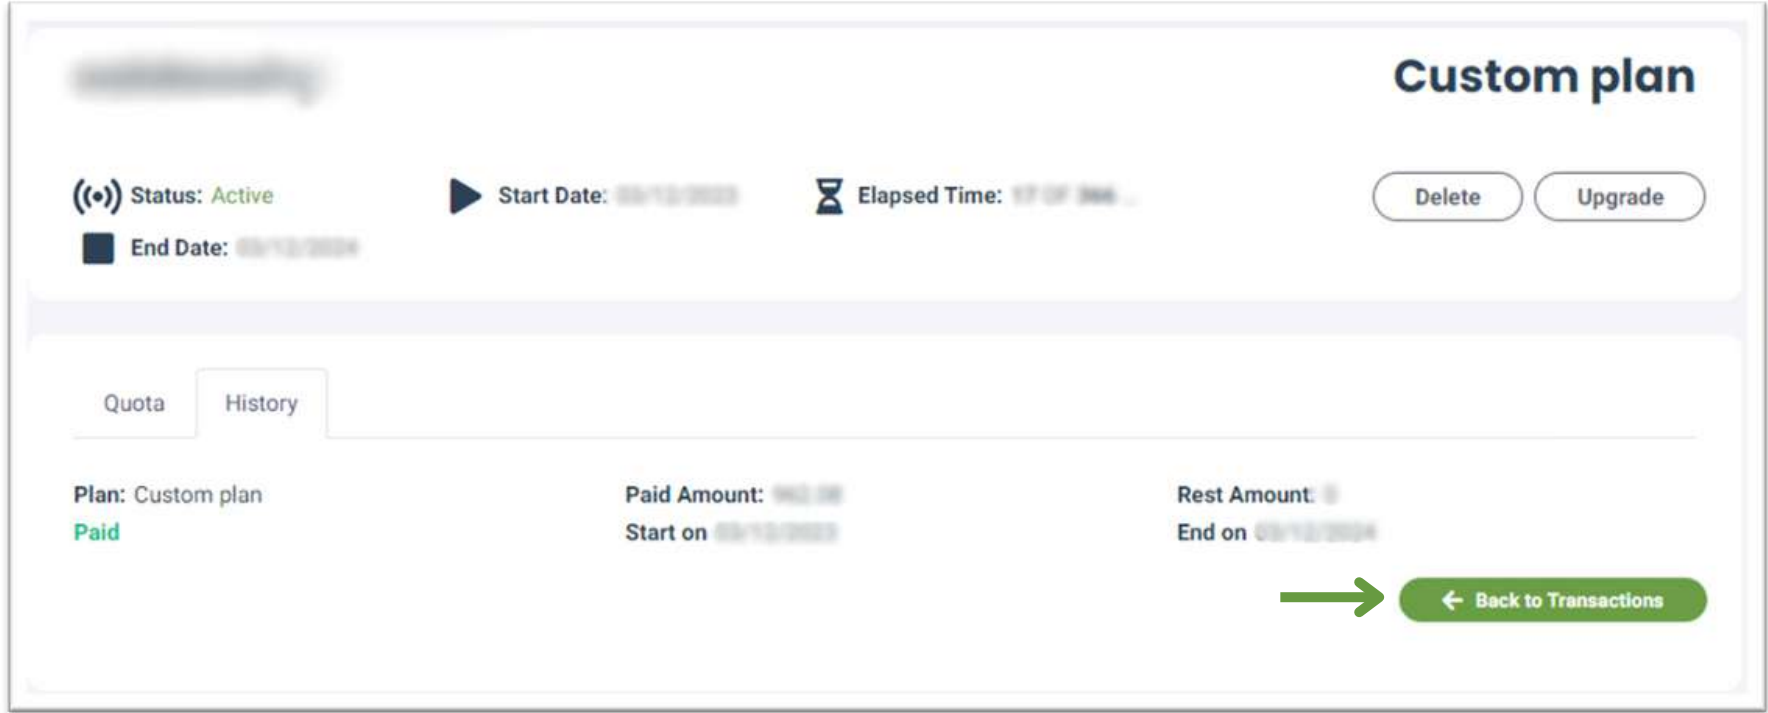 Custom plan
Status: Active
Start Date:
Elapsed Time:
Delete
Upgrade
End Date:
Quota
History
Plan: Custom plan
Paid Amount:
Rest Amount:
Paid
Start on
End on
Back to Transactions